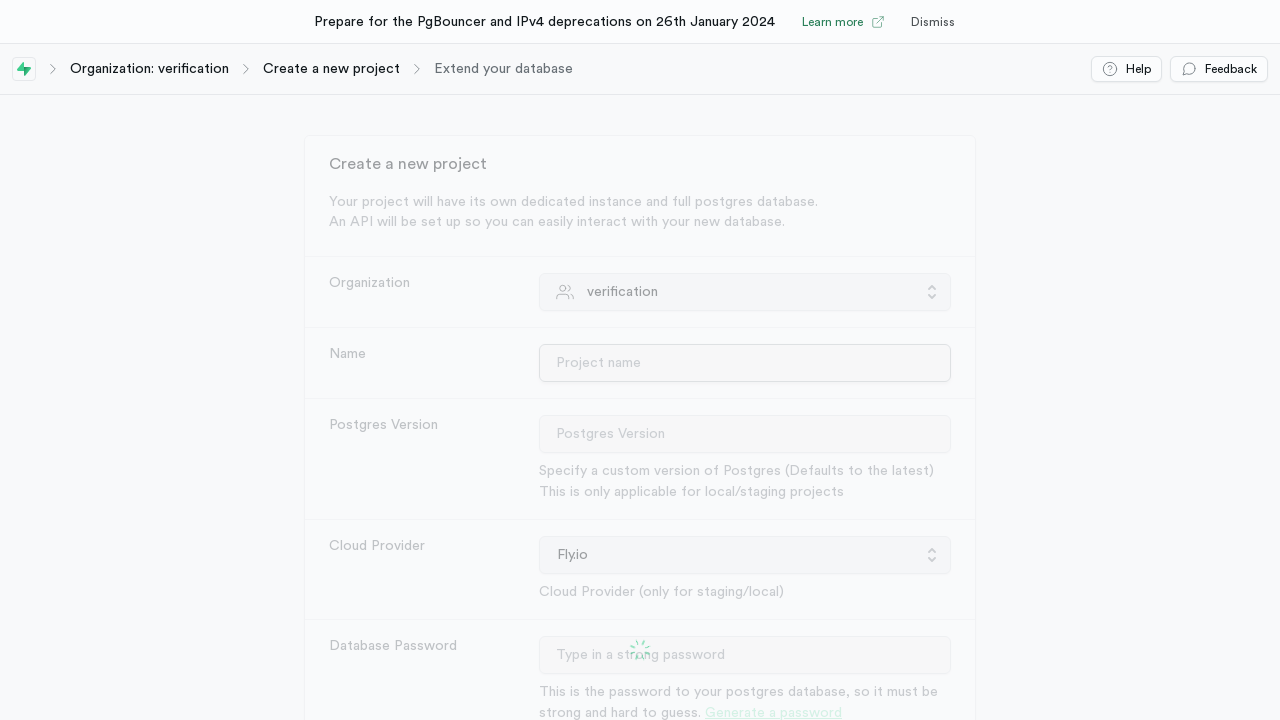 Prepare for the PgBouncer and IPv4 deprecations on 26th January 2024 Learn more Dismiss
Organization: verification Create a new project Extend your database Help Feedback
Create a new project
Your project will have its own dedicated instance and full postgres database.
An API will be set up so you can easily interact with your new database.
Organization
verification
Name
Project name
Postgres Version
Postgres Version
Specify a custom version of Postgres (Defaults to the latest)
This is only applicable for local/staging projects
Cloud Provider
Fly.io
Cloud Provider (only for staging/local)
Database Password
Type in a strong password
This is the password to your postgres database, so it must be
strong and hard to guess. Generate a password